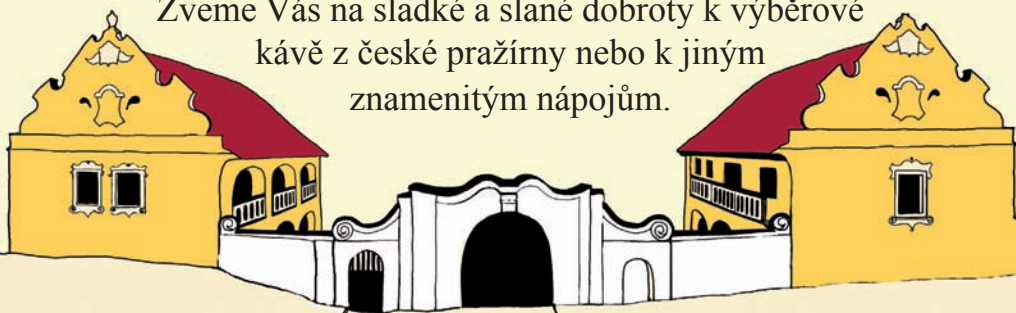 Zveme Vás na sladké a slané dobroty k výběrové
kávě z české pražírny nebo k jiným
znamenitým nápojům.